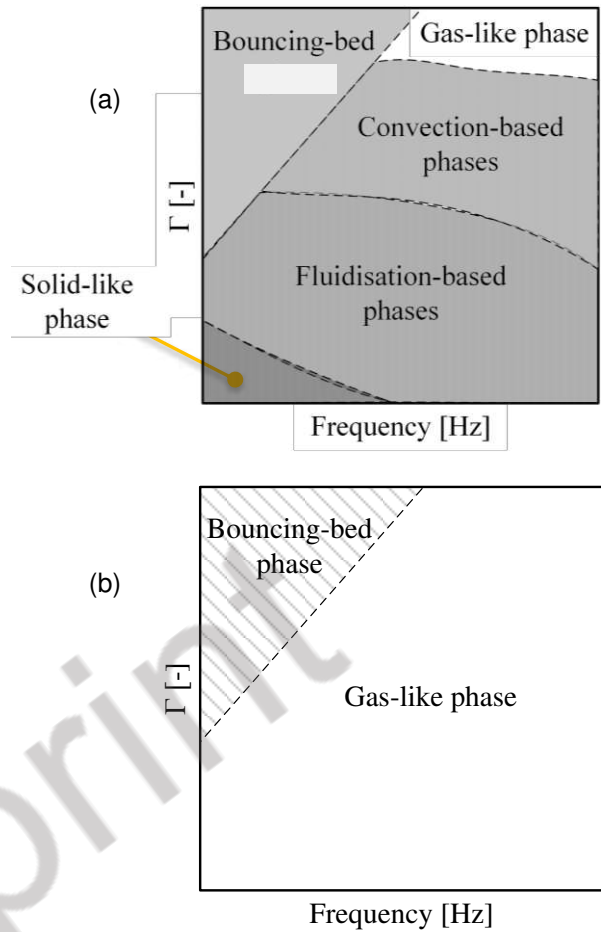 Bouncing-bed
Gas-like phase
(a)
Convection-based
phases
Γ [-]
Fluidisation-based
phases
Solid-like
phase
Frequency [Hz]
Bouncing-bed
phase
(b)
Γ [-]
Gas-like phase
Frequency [Hz]
print